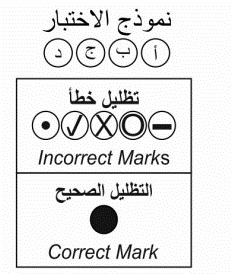 نموذج الاختبار
أ ب ج د
تظليل خطأ
Incorrect Marks
التظليل الصحيح
Correct Mark